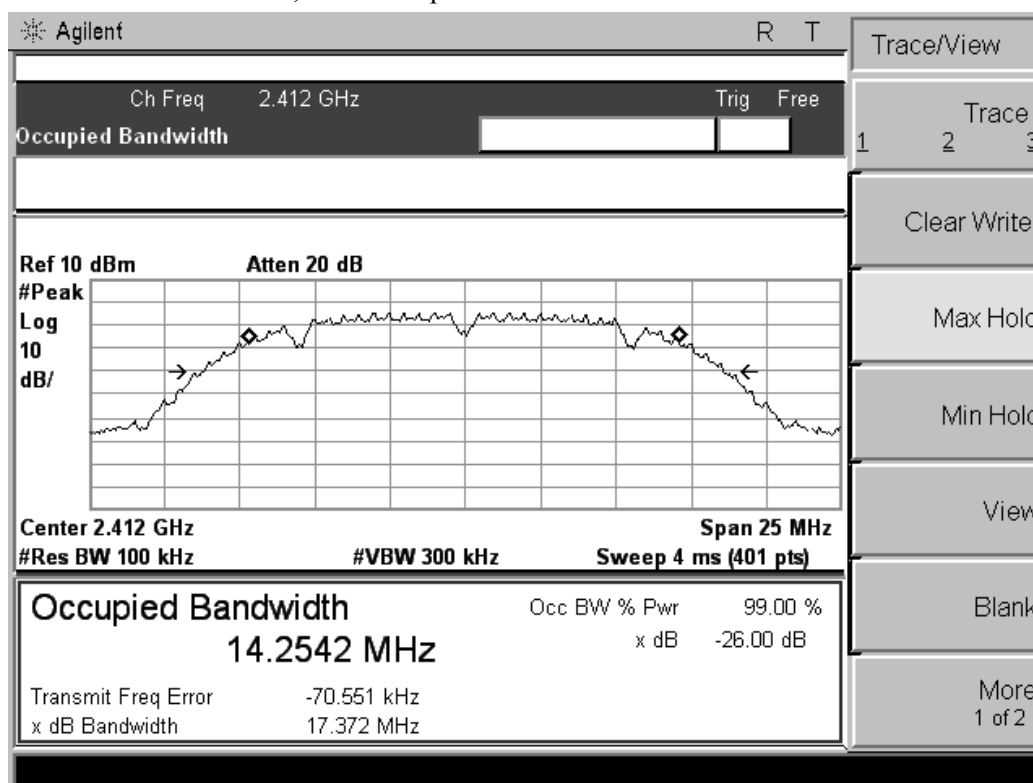 Agilent R T
Trace/View
Ch Freq 2.412 GHz Trig Free
Occupied Bandwidth
Trace
1 2 3
Clear Write
Max Hold
Min Hold
View
Blank
More
1 of 2
Ref 10 dBm Atten 20 dB
#Peak
Log
10
dB/
Center 2.412 GHz Span 25 MHz
#Res BW 100 kHz #VBW 300 kHz Sweep 4 ms (401 pts)
Occupied Bandwidth
14.2542 MHz
Occ BW % Pwr 99.00 %
x dB -26.00 dB
Transmit Freq Error -70.551 kHz
x dB Bandwidth 17.372 MHz